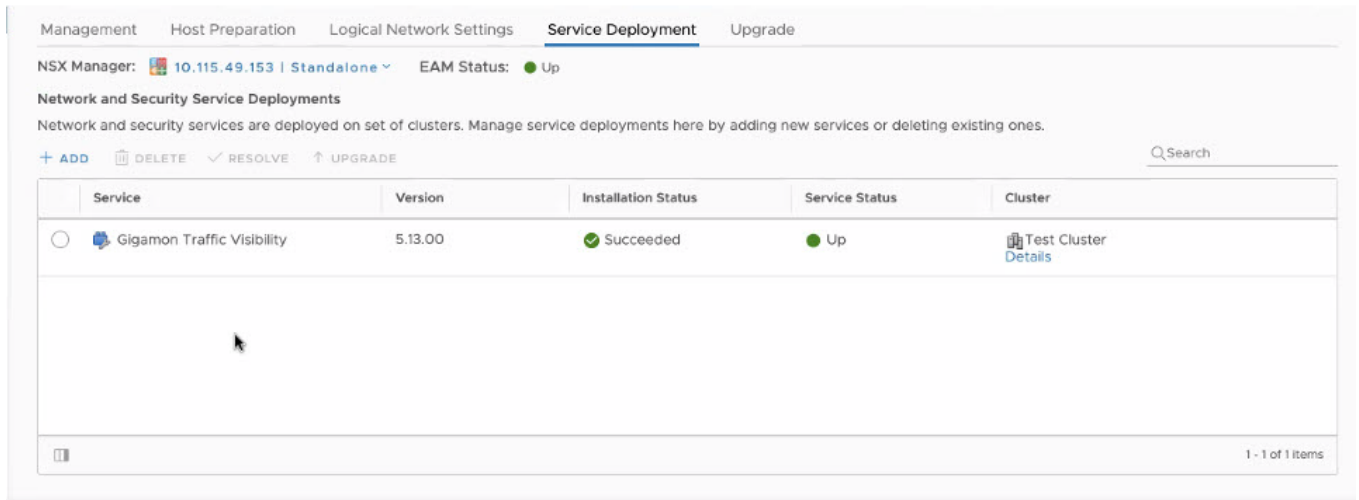 Management Host Preparation Logical Network Settings Service Deployment Upgrade
NSX Manager: 10.115.49.153 | Standalone EAM Status: Up
Network and Security Service Deployments
Network and security services are deployed on set of clusters. Manage service deployments here by adding new services or deleting existing ones.
+ ADD DELETE RESOLVE UPGRADE Search
Service Version Installation Status Service Status Cluster
Gigamon Traffic Visibility 5.13.00 Succeeded Up Test Cluster
Details
1 - 1 of 1 items